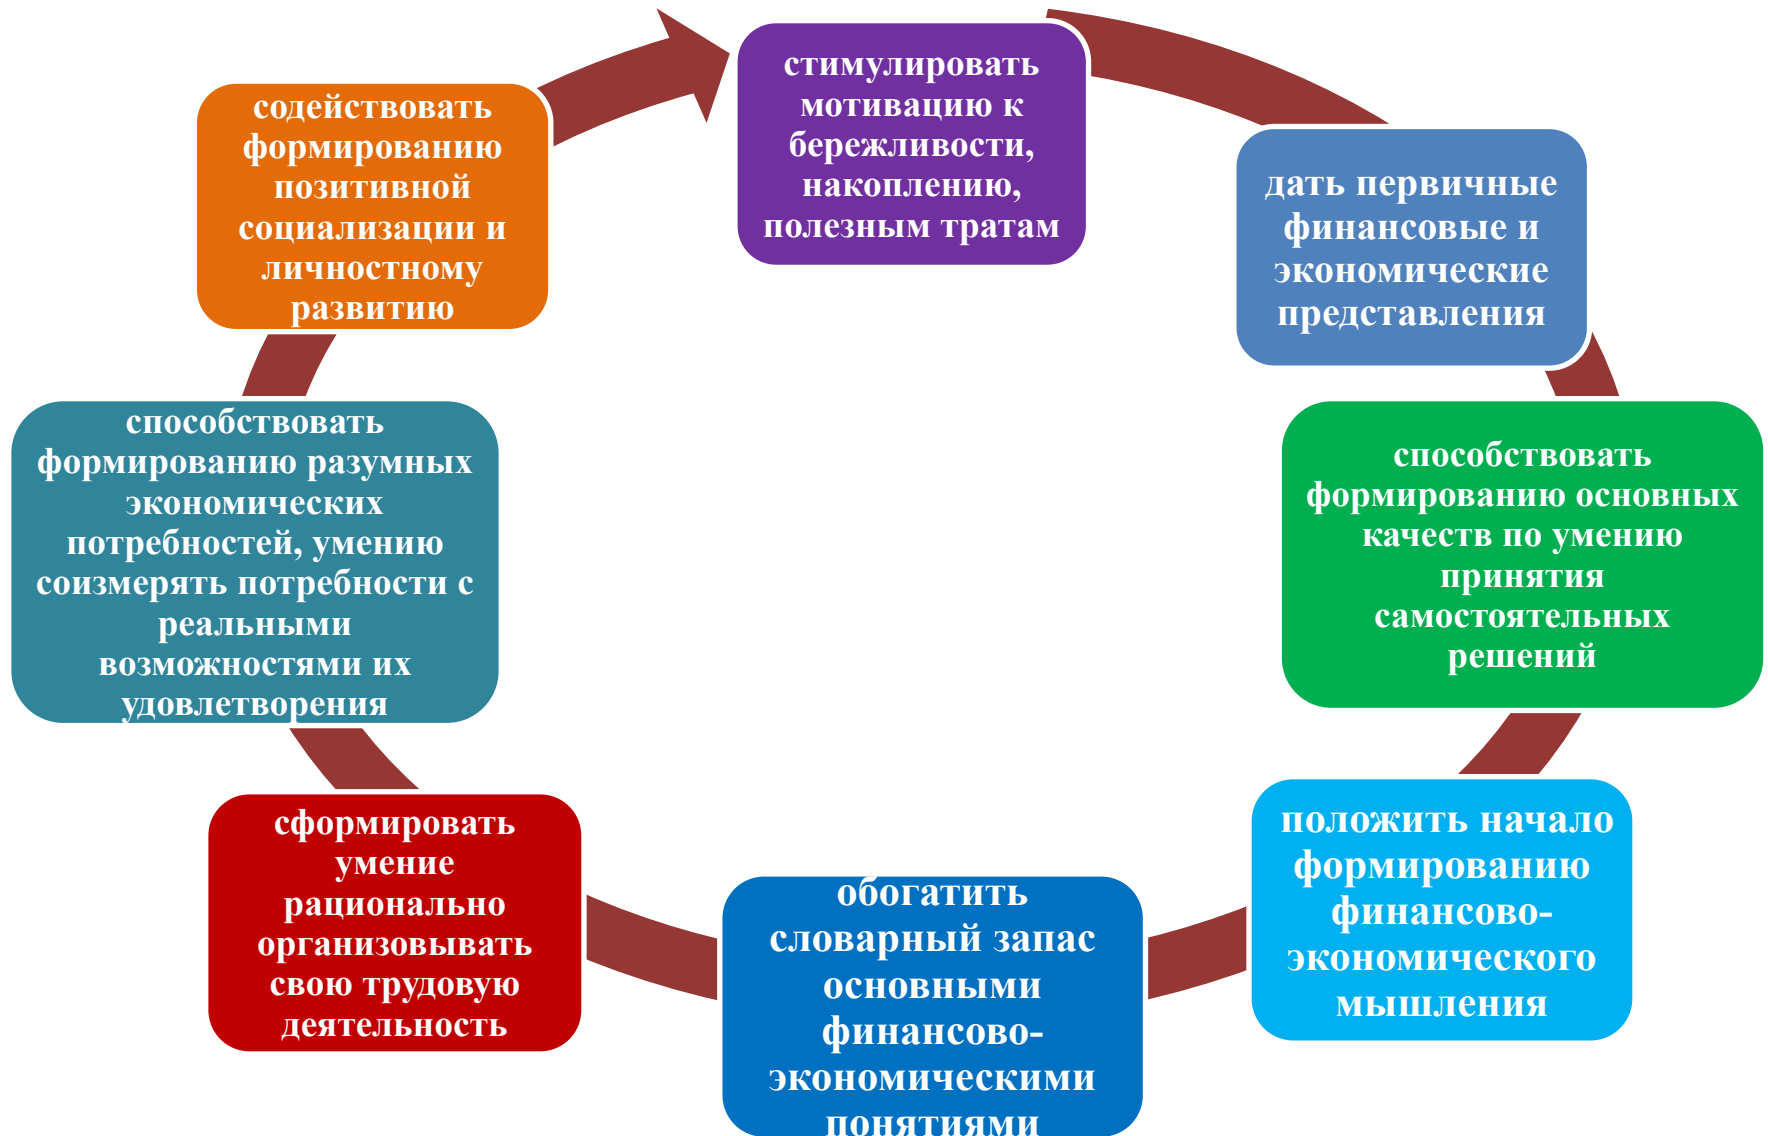 стимулировать
мотивацию к
бережливости,
накоплению,
полезным тратам
дать первичные
финансовые и
экономические
представления
способствовать
формированию основных
качеств по умению
принятия
самостоятельных
решений
положить начало
формированию
финансово-
экономического
мышления
обогатить
словарный запас
основными
финансово-
экономическими
понятиями
сформировать
умение
рационально
организовывать
свою трудовую
деятельность
способствовать
формированию разумных
экономических
потребностей, умению
соизмерять потребности с
реальными
возможностями их
удовлетворения
содействовать
формированию
позитивной
социализации и
личностному
развитию